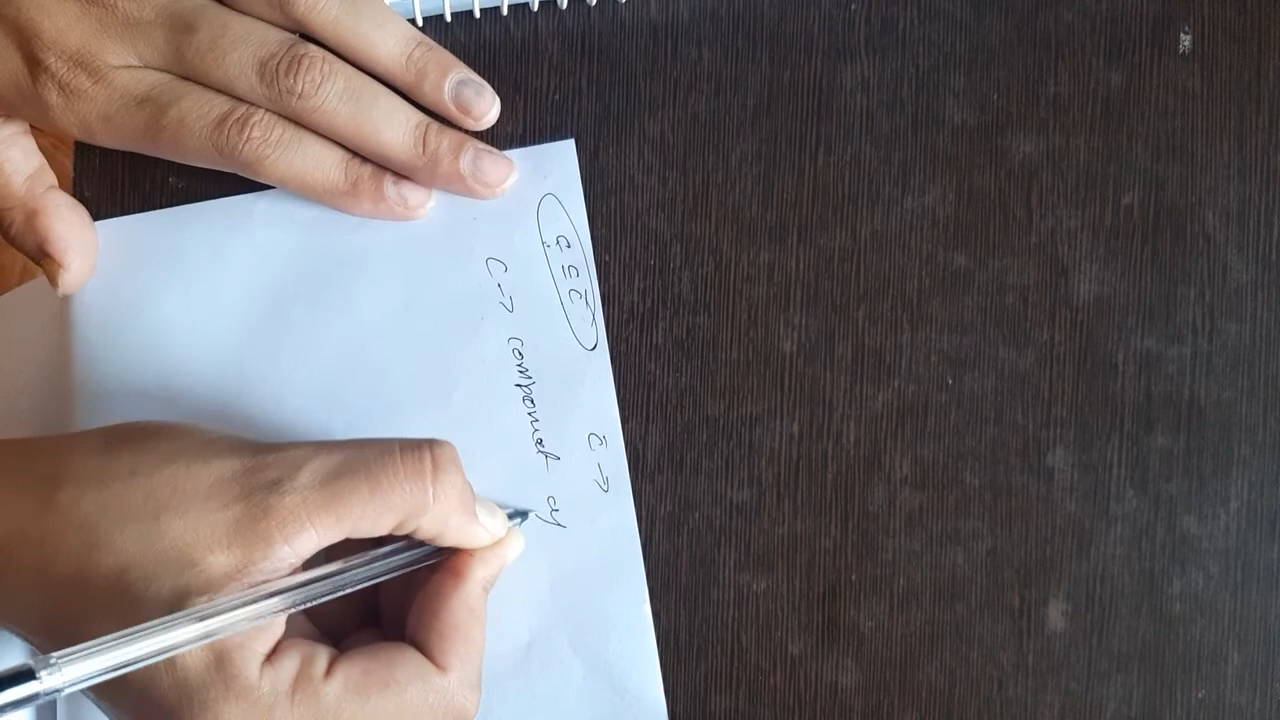 G ⊆ C̄ C̄ →
C → component of